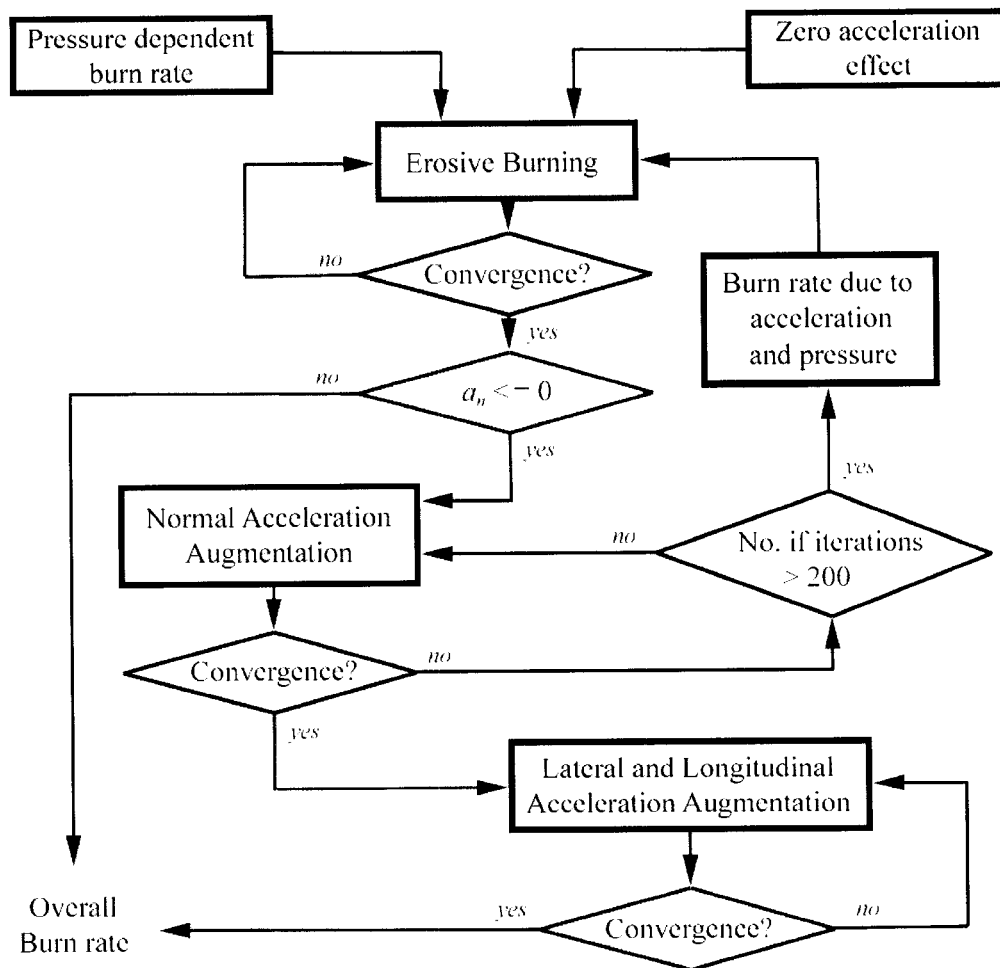 Pressure dependent
burn rate
Zero acceleration
effect
Erosive Burning
no
Convergence?
yes
Burn rate due to
acceleration
and pressure
no
aₙ <= 0
yes
yes
Normal Acceleration
Augmentation
no
No. if iterations
> 200
Convergence?
no
yes
Lateral and Longitudinal
Acceleration Augmentation
Overall
Burn rate
yes
Convergence?
no